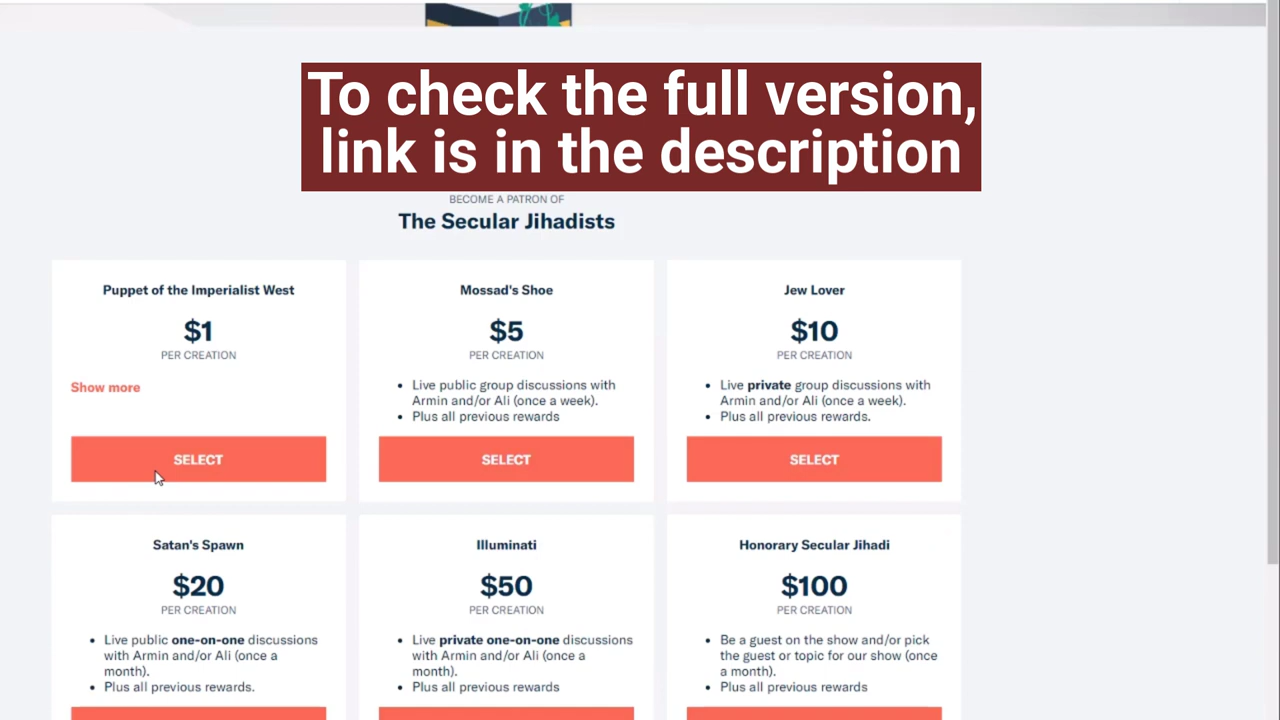 To check the full version,
link is in the description
BECOME A PATRON OF
The Secular Jihadists
Puppet of the Imperialist West
$1
PER CREATION
Show more
SELECT
Mossad's Shoe
$5
PER CREATION
• Live public group discussions with
Armin and/or Ali (once a week).
• Plus all previous rewards
SELECT
Jew Lover
$10
PER CREATION
• Live private group discussions with
Armin and/or Ali (once a week).
• Plus all previous rewards.
SELECT
Satan's Spawn
$20
PER CREATION
• Live public one-on-one discussions
with Armin and/or Ali (once a
month).
• Plus all previous rewards.
Illuminati
$50
PER CREATION
• Live private one-on-one discussions
with Armin and/or Ali (once a
month).
• Plus all previous rewards
Honorary Secular Jihadi
$100
PER CREATION
• Be a guest on the show and/or pick
the guest or topic for our show (once
a month).
• Plus all previous rewards